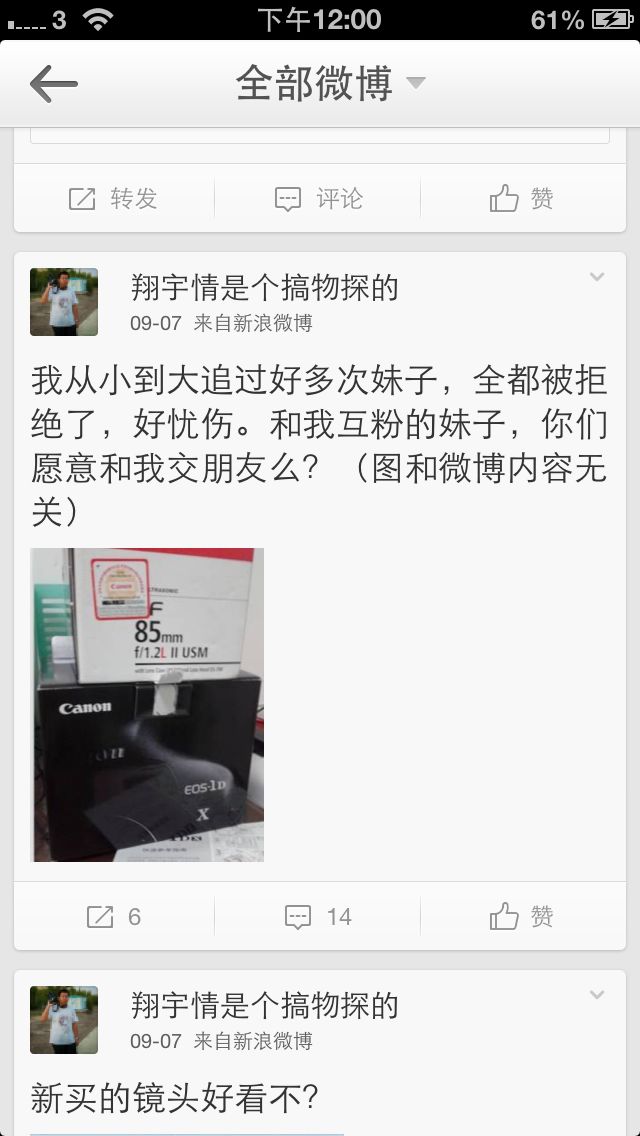 3 下午12:00 61%
全部微博
转发 评论 赞
翔宇情是个搞物探的
09-07 来自新浪微博
我从小到大追过好多次妹子，全都被拒
绝了，好忧伤。和我互粉的妹子，你们
愿意和我交朋友么？（图和微博内容无
关）
Canon
ULTRASONIC
EF
85mm
f/1.2L II USM
Canon
EOS-1D
X
6 14 赞
翔宇情是个搞物探的
09-07 来自新浪微博
新买的镜头好看不?